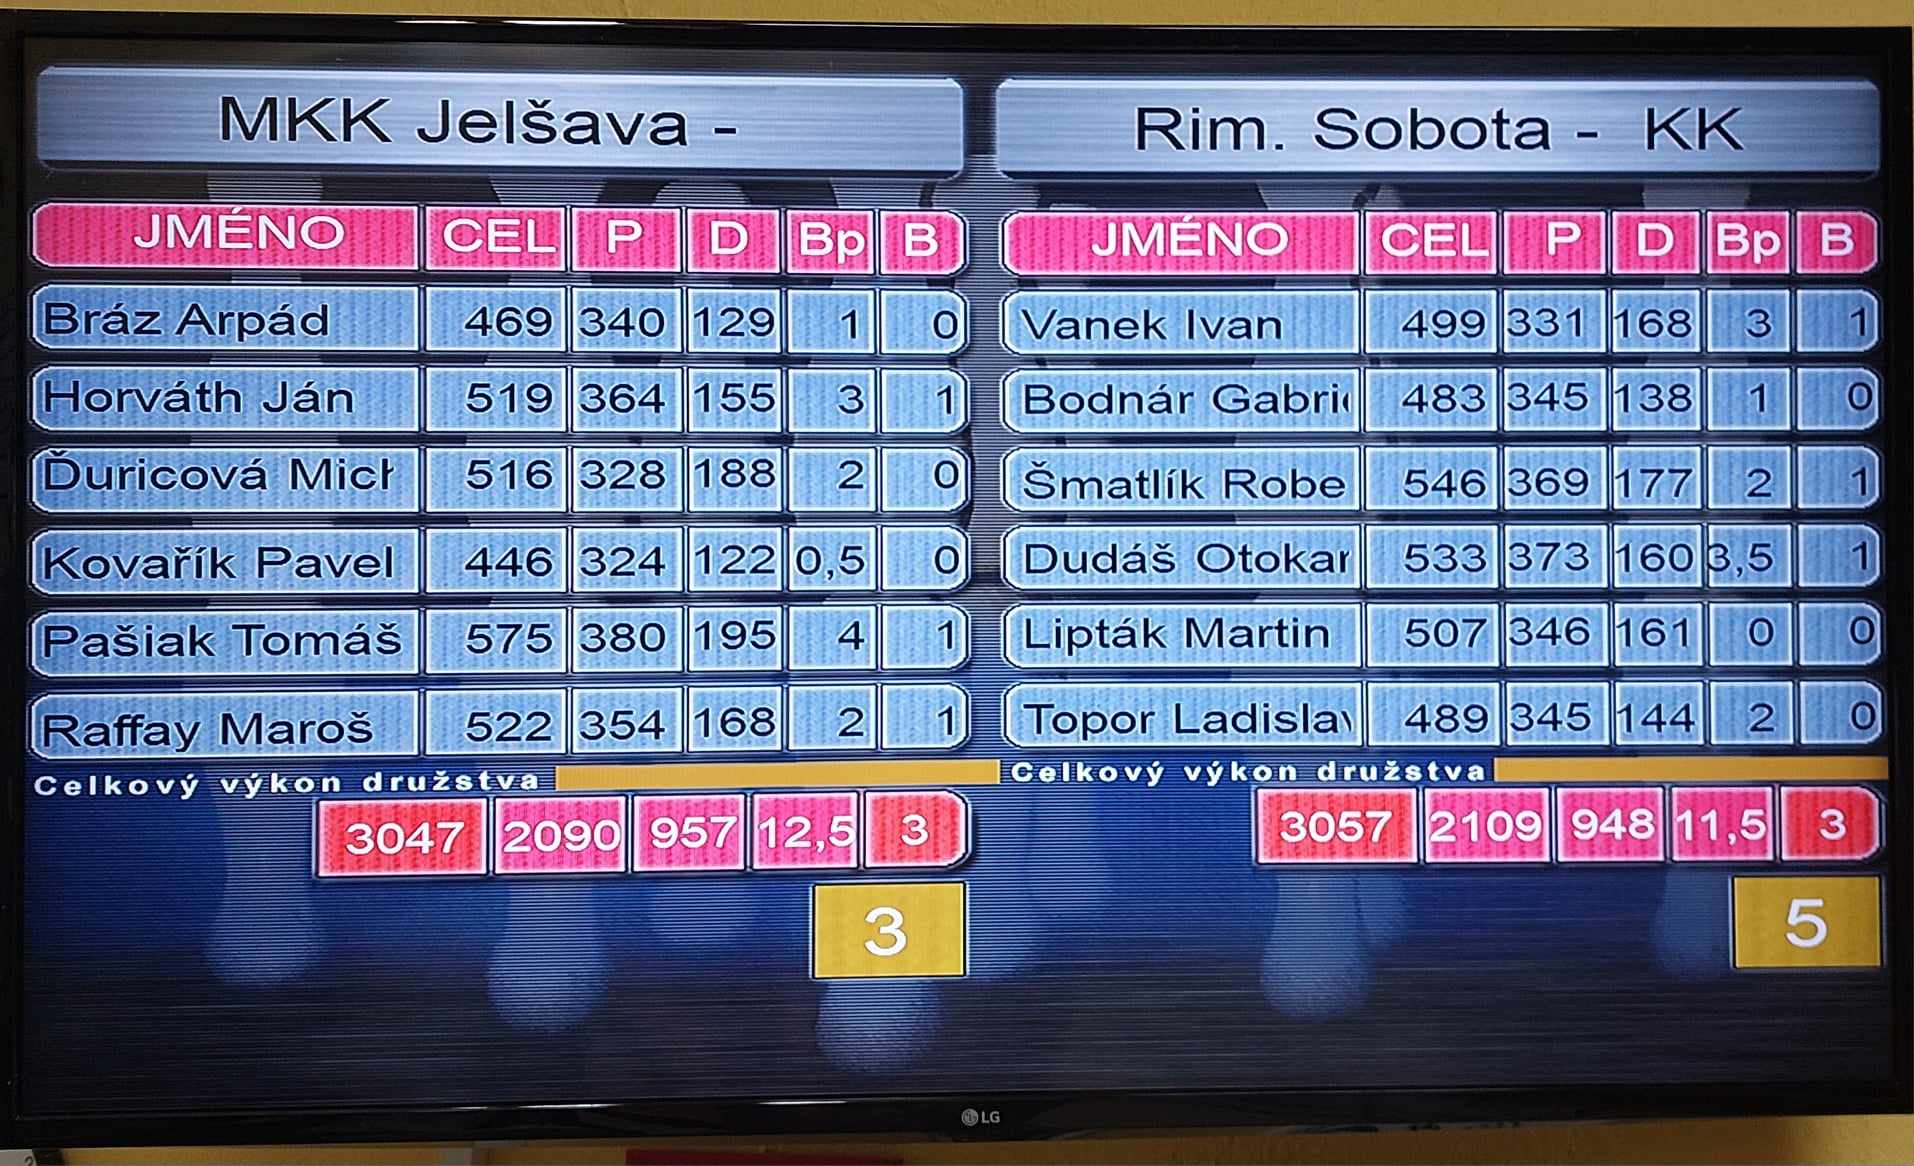 MKK Jelšava -
JMÉNO CEL P D Bp B
Bráz Arpád 469 340 129 1 0
Horváth Ján 519 364 155 3 1
Ďuricová Mich 516 328 188 2 0
Kovařík Pavel 446 324 122 0,5 0
Pašiak Tomáš 575 380 195 4 1
Raffay Maroš 522 354 168 2 1
Celkový výkon družstva
3047 2090 957 12,5 3
3
Rim. Sobota - KK
JMÉNO CEL P D Bp B
Vanek Ivan 499 331 168 3 1
Bodnár Gabri 483 345 138 1 0
Šmatlík Robe 546 369 177 2 1
Dudáš Otokar 533 373 160 3,5 1
Lipták Martin 507 346 161 0 0
Topor Ladislav 489 345 144 2 0
Celkový výkon družstva
3057 2109 948 11,5 3
5
LG